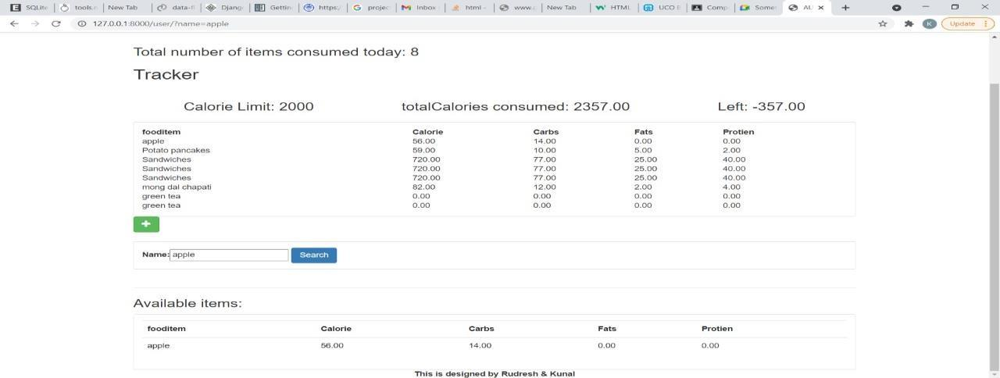 SQLite tools.n New Tab data-fl Djang Gettin https:/ projec Inbox html - www.c New Tab HTML UCO B Comp Some AU
127.0.0.1:8000/user/?name=apple K Update
Total number of items consumed today: 8
Tracker
Calorie Limit: 2000 totalCalories consumed: 2357.00 Left: -357.00
fooditem Calorie Carbs Fats Protien
apple 56.00 14.00 0.00 0.00
Potato pancakes 59.00 10.00 5.00 2.00
Sandwiches 720.00 77.00 25.00 40.00
Sandwiches 720.00 77.00 25.00 40.00
Sandwiches 720.00 77.00 25.00 40.00
mong dal chapati 82.00 12.00 2.00 4.00
green tea 0.00 0.00 0.00 0.00
green tea 0.00 0.00 0.00 0.00
Name: apple Search
Available items:
fooditem Calorie Carbs Fats Protien
apple 56.00 14.00 0.00 0.00
This is designed by Rudresh & Kunal